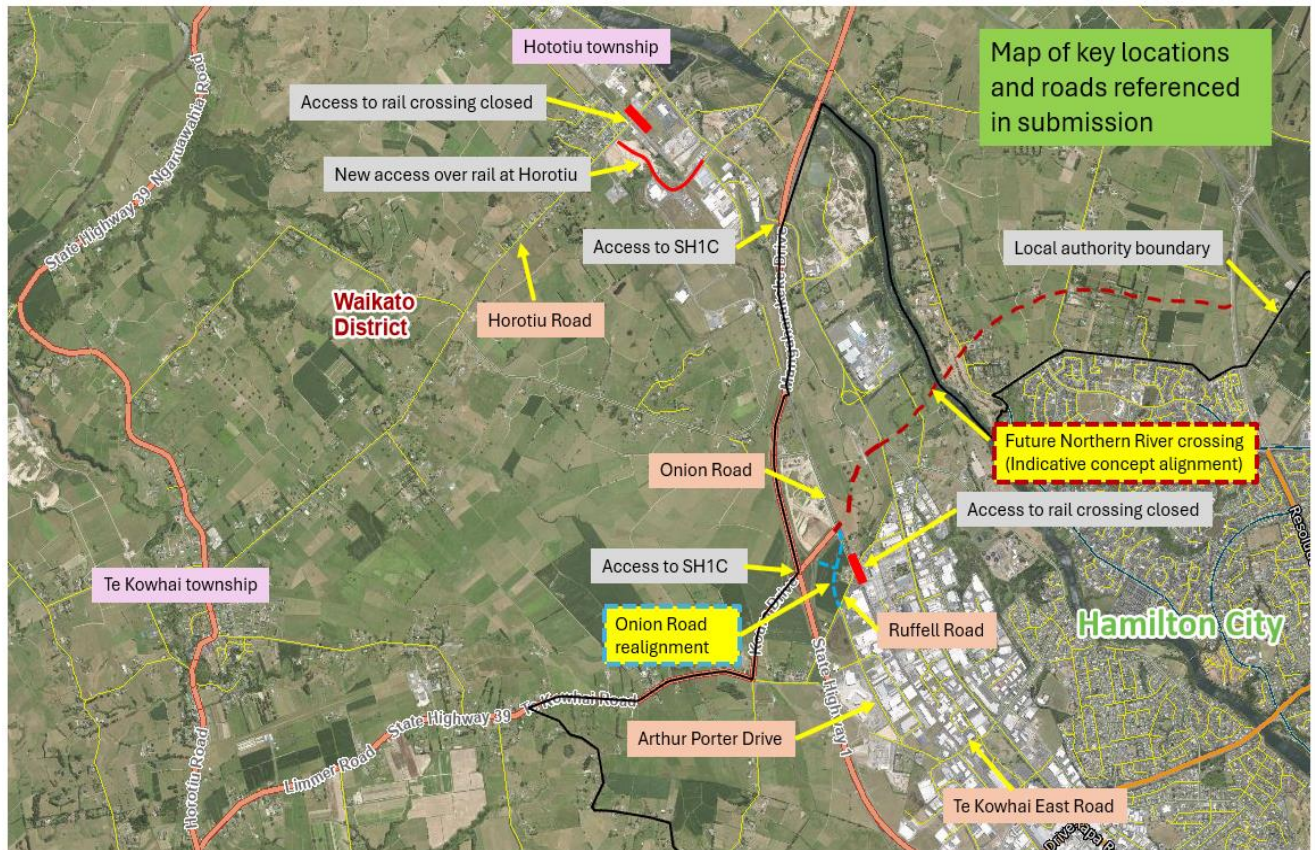 Hototiu township
Map of key locations
and roads referenced
in submission
Access to rail crossing closed
New access over rail at Horotiu
State Highway 39 Ngaruawahia Road
Access to SH1C
Local authority boundary
Waikato
District
Horotiu Road
Mangaharakeke Drive
Future Northern River crossing
(Indicative concept alignment)
Onion Road
Access to rail crossing closed
Access to SH1C
Te Kowhai township
Onion Road
realignment
Ruffell Road
Hamilton City
State Highway 39
Te Kowhai Road
State Highway 1
Arthur Porter Drive
Limmer Road
Horotiu Road
Te Kowhai East Road